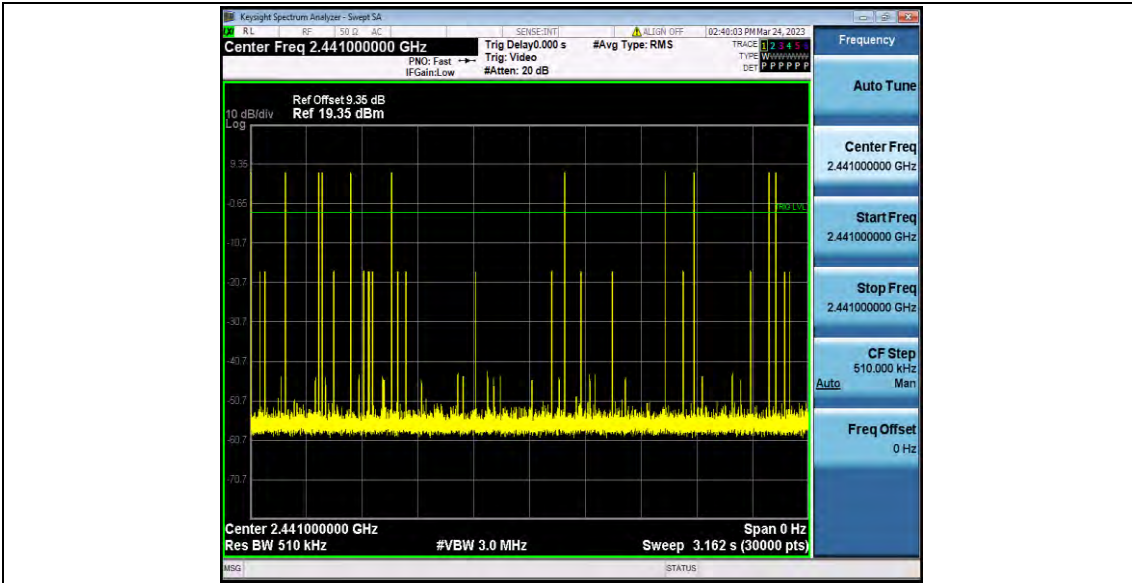 Keysight Spectrum Analyzer - Swept SA
RL RF 50 Ω AC SENSE:INT ALIGN OFF 02:40:03 PM Mar 24, 2023
Center Freq 2.441000000 GHz
PNO: Fast
IFGain:Low
Trig Delay0.000 s
Trig: Video
#Atten: 20 dB
#Avg Type: RMS
TRACE 1 2 3 4 5 6
TYPE W
DET P P P P P P
Ref Offset 9.35 dB
10 dB/div Ref 19.35 dBm
Log
9.35
-0.65
TRIG LVL
-10.7
-20.7
-30.7
-40.7
-50.7
-60.7
-70.7
Center 2.441000000 GHz Span 0 Hz
Res BW 510 kHz #VBW 3.0 MHz Sweep 3.162 s (30000 pts)
MSG STATUS
Frequency
Auto Tune
Center Freq
2.441000000 GHz
Start Freq
2.441000000 GHz
Stop Freq
2.441000000 GHz
CF Step
510.000 kHz
Auto Man
Freq Offset
0 Hz